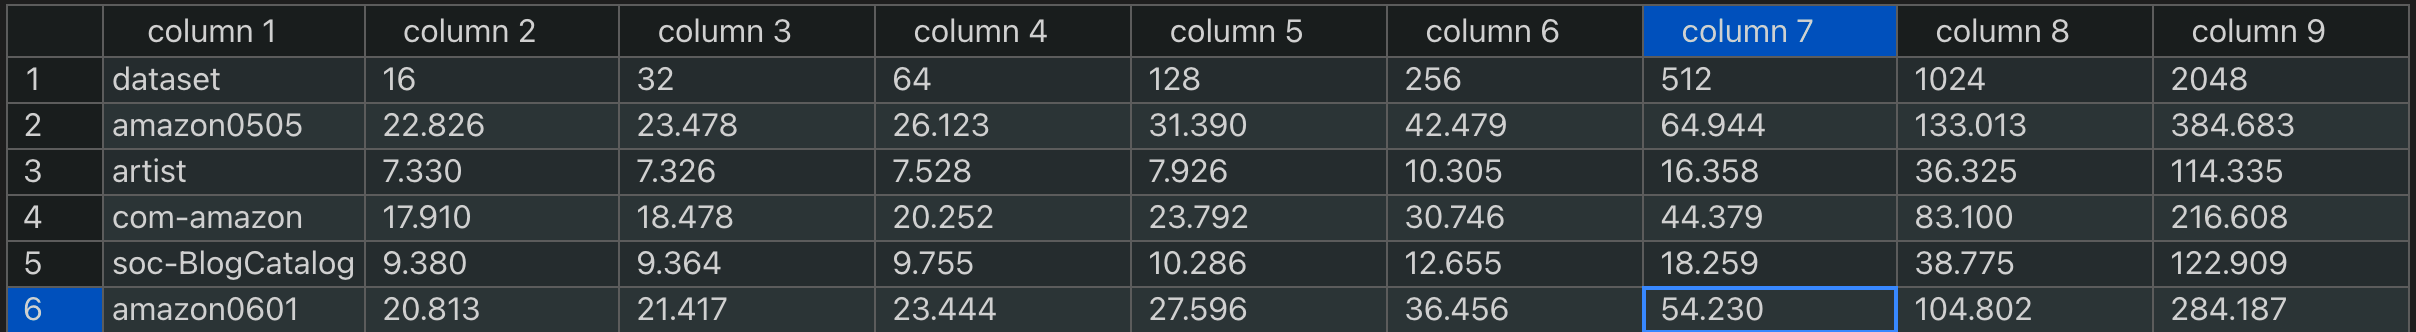 column 1 column 2 column 3 column 4 column 5 column 6 column 7 column 8 column 9
1 dataset 16 32 64 128 256 512 1024 2048
2 amazon0505 22.826 23.478 26.123 31.390 42.479 64.944 133.013 384.683
3 artist 7.330 7.326 7.528 7.926 10.305 16.358 36.325 114.335
4 com-amazon 17.910 18.478 20.252 23.792 30.746 44.379 83.100 216.608
5 soc-BlogCatalog 9.380 9.364 9.755 10.286 12.655 18.259 38.775 122.909
6 amazon0601 20.813 21.417 23.444 27.596 36.456 54.230 104.802 284.187